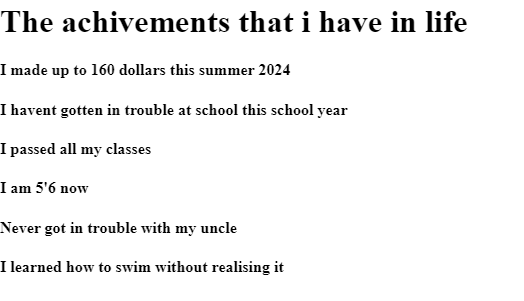 The achivements that i have in life
I made up to 160 dollars this summer 2024
I havent gotten in trouble at school this school year
I passed all my classes
I am 5'6 now
Never got in trouble with my uncle
I learned how to swim without realising it